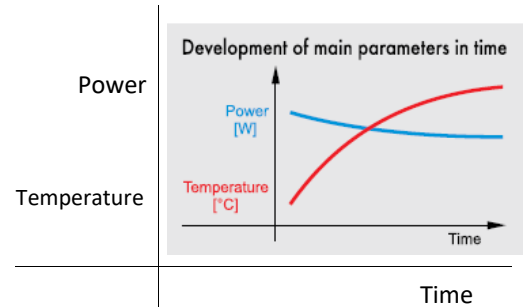 Development of main parameters in time
Power
Power
[W]
Temperature
Temperature
[°C]
Time
Time